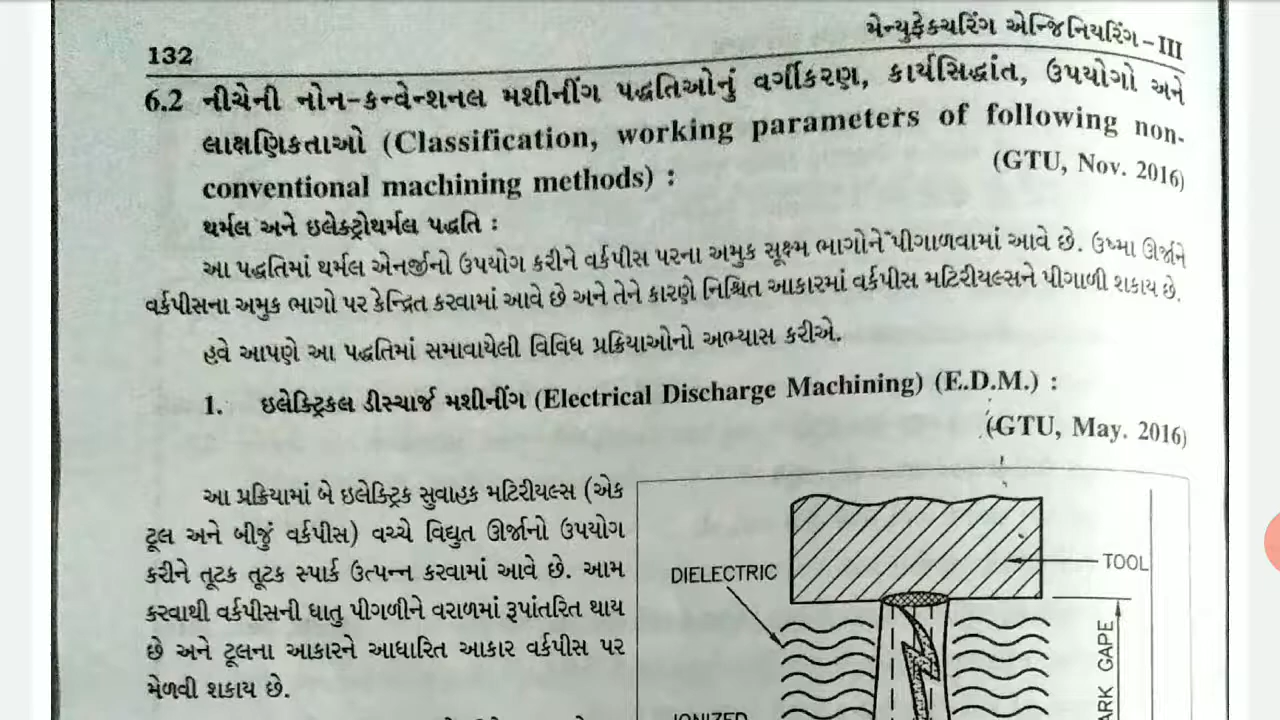 132
મેન્યુફેકચરિંગ એન્જિનિયરિંગ–III
6.2 નીચેની નોન-કન્વેન્શનલ મશીનીંગ પદ્ધતિઓનું વર્ગીકરણ, કાર્યસિદ્ધાંત, ઉપયોગો અને
લાક્ષણિકતાઓ (Classification, working parameters of following non-
conventional machining methods) :
(GTU, Nov. 2016)
થર્મલ અને ઇલેક્ટ્રોથર્મલ પદ્ધતિ :
આ પદ્ધતિમાં થર્મલ એનર્જીનો ઉપયોગ કરીને વર્કપીસ પરના અમુક સૂક્ષ્મ ભાગોને પીગાળવામાં આવે છે. ઉષ્મા ઊર્જાને
વર્કપીસના અમુક ભાગો પર કેન્દ્રિત કરવામાં આવે છે અને તેને કારણે નિશ્ચિત આકારમાં વર્કપીસ મટિરીયલ્સને પીગાળી શકાય છે.
હવે આપણે આ પદ્ધતિમાં સમાવાયેલી વિવિધ પ્રક્રિયાઓનો અભ્યાસ કરીએ.
1. ઇલેક્ટ્રિકલ ડીસ્ચાર્જ મશીનીંગ (Electrical Discharge Machining) (E.D.M.) :
(GTU, May. 2016)
આ પ્રક્રિયામાં બે ઇલેક્ટ્રિક સુવાહક મટિરીયલ્સ (એક
ટૂલ અને બીજું વર્કપીસ) વચ્ચે વિદ્યુત ઊર્જાનો ઉપયોગ
કરીને તૂટક તૂટક સ્પાર્ક ઉત્પન્ન કરવામાં આવે છે. આમ
કરવાથી વર્કપીસની ધાતુ પીગળીને વરાળમાં રૂપાંતરિત થાય
છે અને ટૂલના આકારને આધારિત આકાર વર્કપીસ પર
મેળવી શકાય છે.
DIELECTRIC
TOOL
ARK GAPE
IONIZED